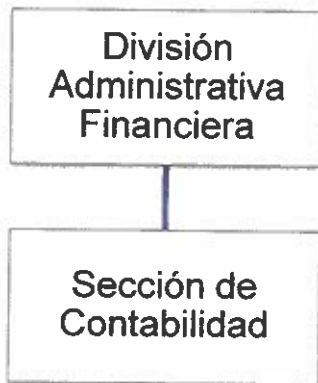 División
Administrativa
Financiera
Sección de
Contabilidad